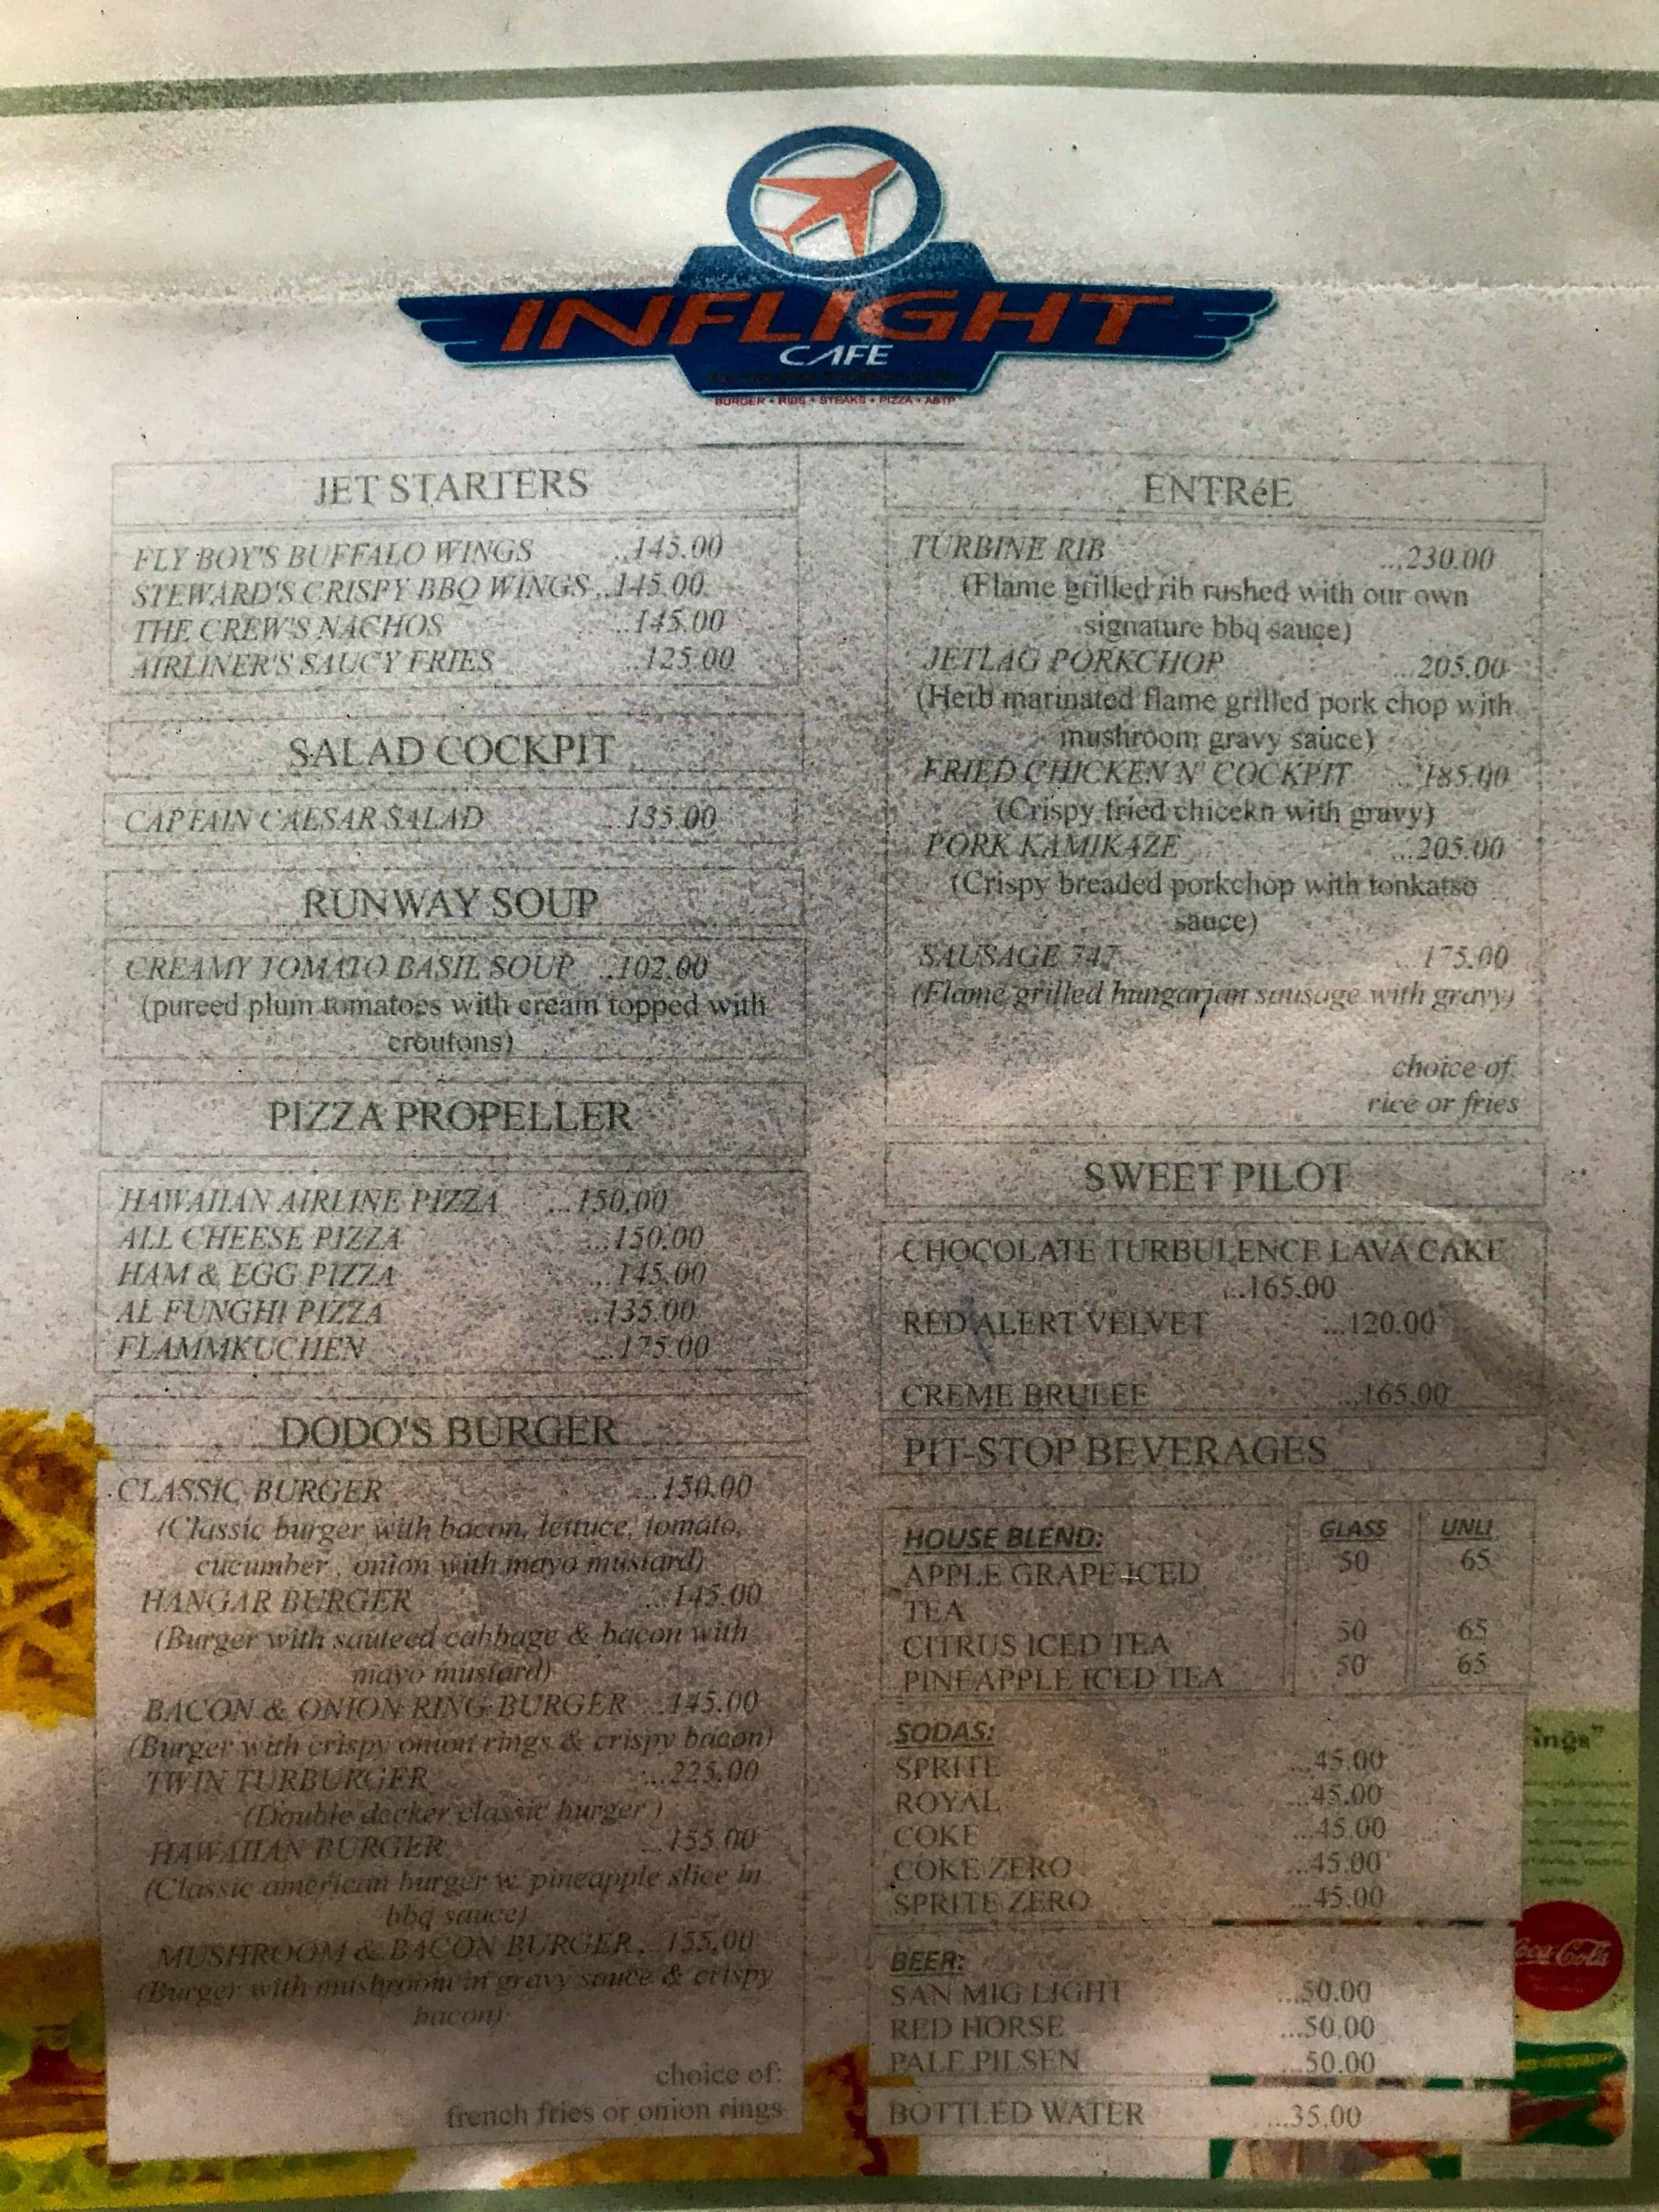 INFLIGHT
CAFE
BURGER • RIBS • STEAKS • PIZZA • ABTP
JET STARTERS
FLY BOY'S BUFFALO WINGS ...145.00
STEWARD'S CRISPY BBQ WINGS...145.00
THE CREW'S NACHOS ...145.00
AIRLINER'S SAUCY FRIES ...125.00
SALAD COCKPIT
CAPTAIN CAESAR SALAD ...135.00
RUNWAY SOUP
CREAMY TOMATO BASIL SOUP ...102.00
(pureed plum tomatoes with cream topped with
croutons)
PIZZA PROPELLER
HAWAIIAN AIRLINE PIZZA ...150.00
ALL CHEESE PIZZA ...150.00
HAM & EGG PIZZA ...145.00
AL FUNGHI PIZZA ...135.00
FLAMMKUCHEN ...175.00
DODO'S BURGER
CLASSIC BURGER ...150.00
(Classic burger with bacon, lettuce, tomato,
cucumber , onion with mayo mustard)
HANGAR BURGER ...145.00
(Burger with sauteed cabbage & bacon with
mayo mustard)
BACON & ONION RING BURGER ...145.00
(Burger with crispy onion rings & crispy bacon)
TWIN TURBURGER ...225.00
(Double decker classic burger )
HAWAIIAN BURGER ...155.00
(Classic american burger w. pineapple slice in
bbq sauce)
MUSHROOM & BACON BURGER... 155.00
(Burger with mushroom in gravy sauce & crispy
bacon)
choice of:
french fries or onion rings
ENTRéE
TURBINE RIB ...230.00
(Flame grilled rib rushed with our own
signature bbq sauce)
JETLAG PORKCHOP ...205.00
(Herb marinated flame grilled pork chop with
mushroom gravy sauce)
FRIED CHICKEN N' COCKPIT ...185.00
(Crispy fried chicekn with gravy)
PORK KAMIKAZE ...205.00
(Crispy breaded porkchop with tonkatso
sauce)
SAUSAGE 747 ...175.00
(Flame grilled hungarian sausage with gravy)
choice of:
rice or fries
SWEET PILOT
CHOCOLATE TURBULENCE LAVA CAKE
...165.00
RED ALERT VELVET ...120.00
CREME BRULEE ...165.00
PIT-STOP BEVERAGES
HOUSE BLEND: GLASS UNLI
APPLE GRAPE ICED 50 65
TEA
CITRUS ICED TEA 50 65
PINEAPPLE ICED TEA 50 65
SODAS:
SPRITE ...45.00
ROYAL ...45.00
COKE ...45.00
COKE ZERO ...45.00
SPRITE ZERO ...45.00
BEER:
SAN MIG LIGHT ...50.00
RED HORSE ...50.00
PALE PILSEN ...50.00
BOTTLED WATER ...35.00
ings"
Coca-Cola